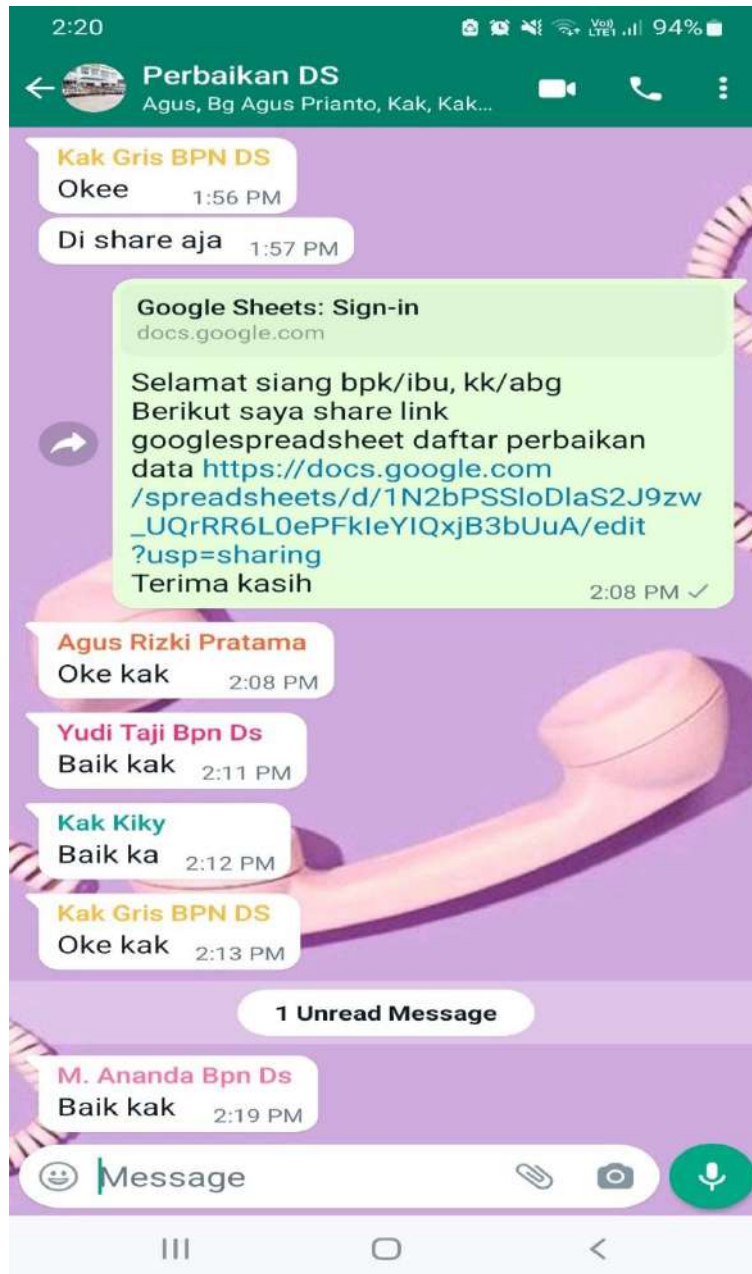 2:20
94%
Perbaikan DS
Agus, Bg Agus Prianto, Kak, Kak...
Kak Gris BPN DS
Okee 1:56 PM
Di share aja 1:57 PM
Google Sheets: Sign-in
docs.google.com
Selamat siang bpk/ibu, kk/abg
Berikut saya share link
googlespreadsheet daftar perbaikan
data https://docs.google.com
/spreadsheets/d/1N2bPSSloDlaS2J9zw
_UQrRR6L0ePFkIeYIQxjB3bUuA/edit
?usp=sharing
Terima kasih 2:08 PM
Agus Rizki Pratama
Oke kak 2:08 PM
Yudi Taji Bpn Ds
Baik kak 2:11 PM
Kak Kiky
Baik ka 2:12 PM
Kak Gris BPN DS
Oke kak 2:13 PM
1 Unread Message
M. Ananda Bpn Ds
Baik kak 2:19 PM
Message